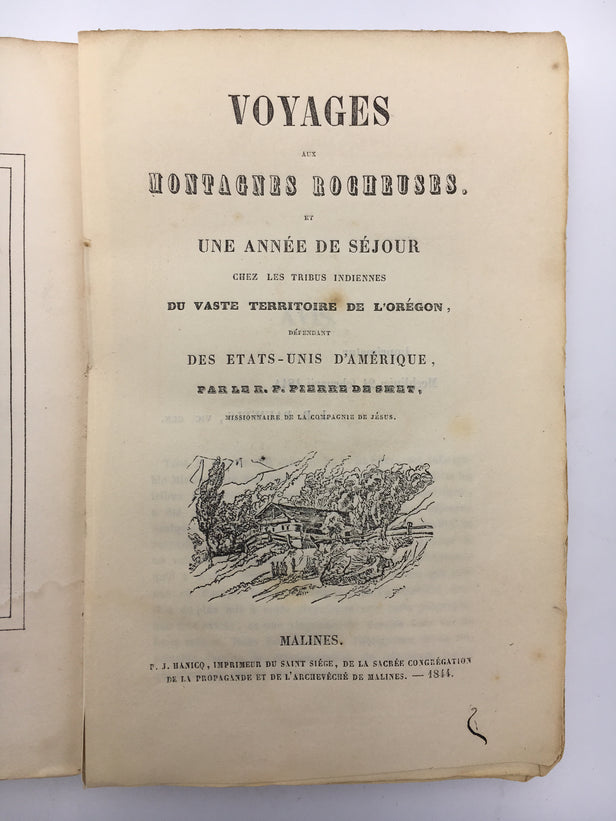 VOYAGES
AUX
MONTAGNES ROCHEUSES.
ET
UNE ANNÉE DE SÉJOUR
CHEZ LES TRIBUS INDIENNES
DU VASTE TERRITOIRE DE L'ORÉGON,
DÉPENDANT
DES ETATS-UNIS D'AMÉRIQUE,
PAR LE R. P. PIERRE DE SMET,
MISSIONNAIRE DE LA COMPAGNIE DE JÉSUS.
MALINES.
P. J. HANICQ, IMPRIMEUR DU SAINT SIÉGE, DE LA SACRÉE CONGRÉGATION
DE LA PROPAGANDE ET DE L'ARCHEVÊCHÉ DE MALINES. — 1844.